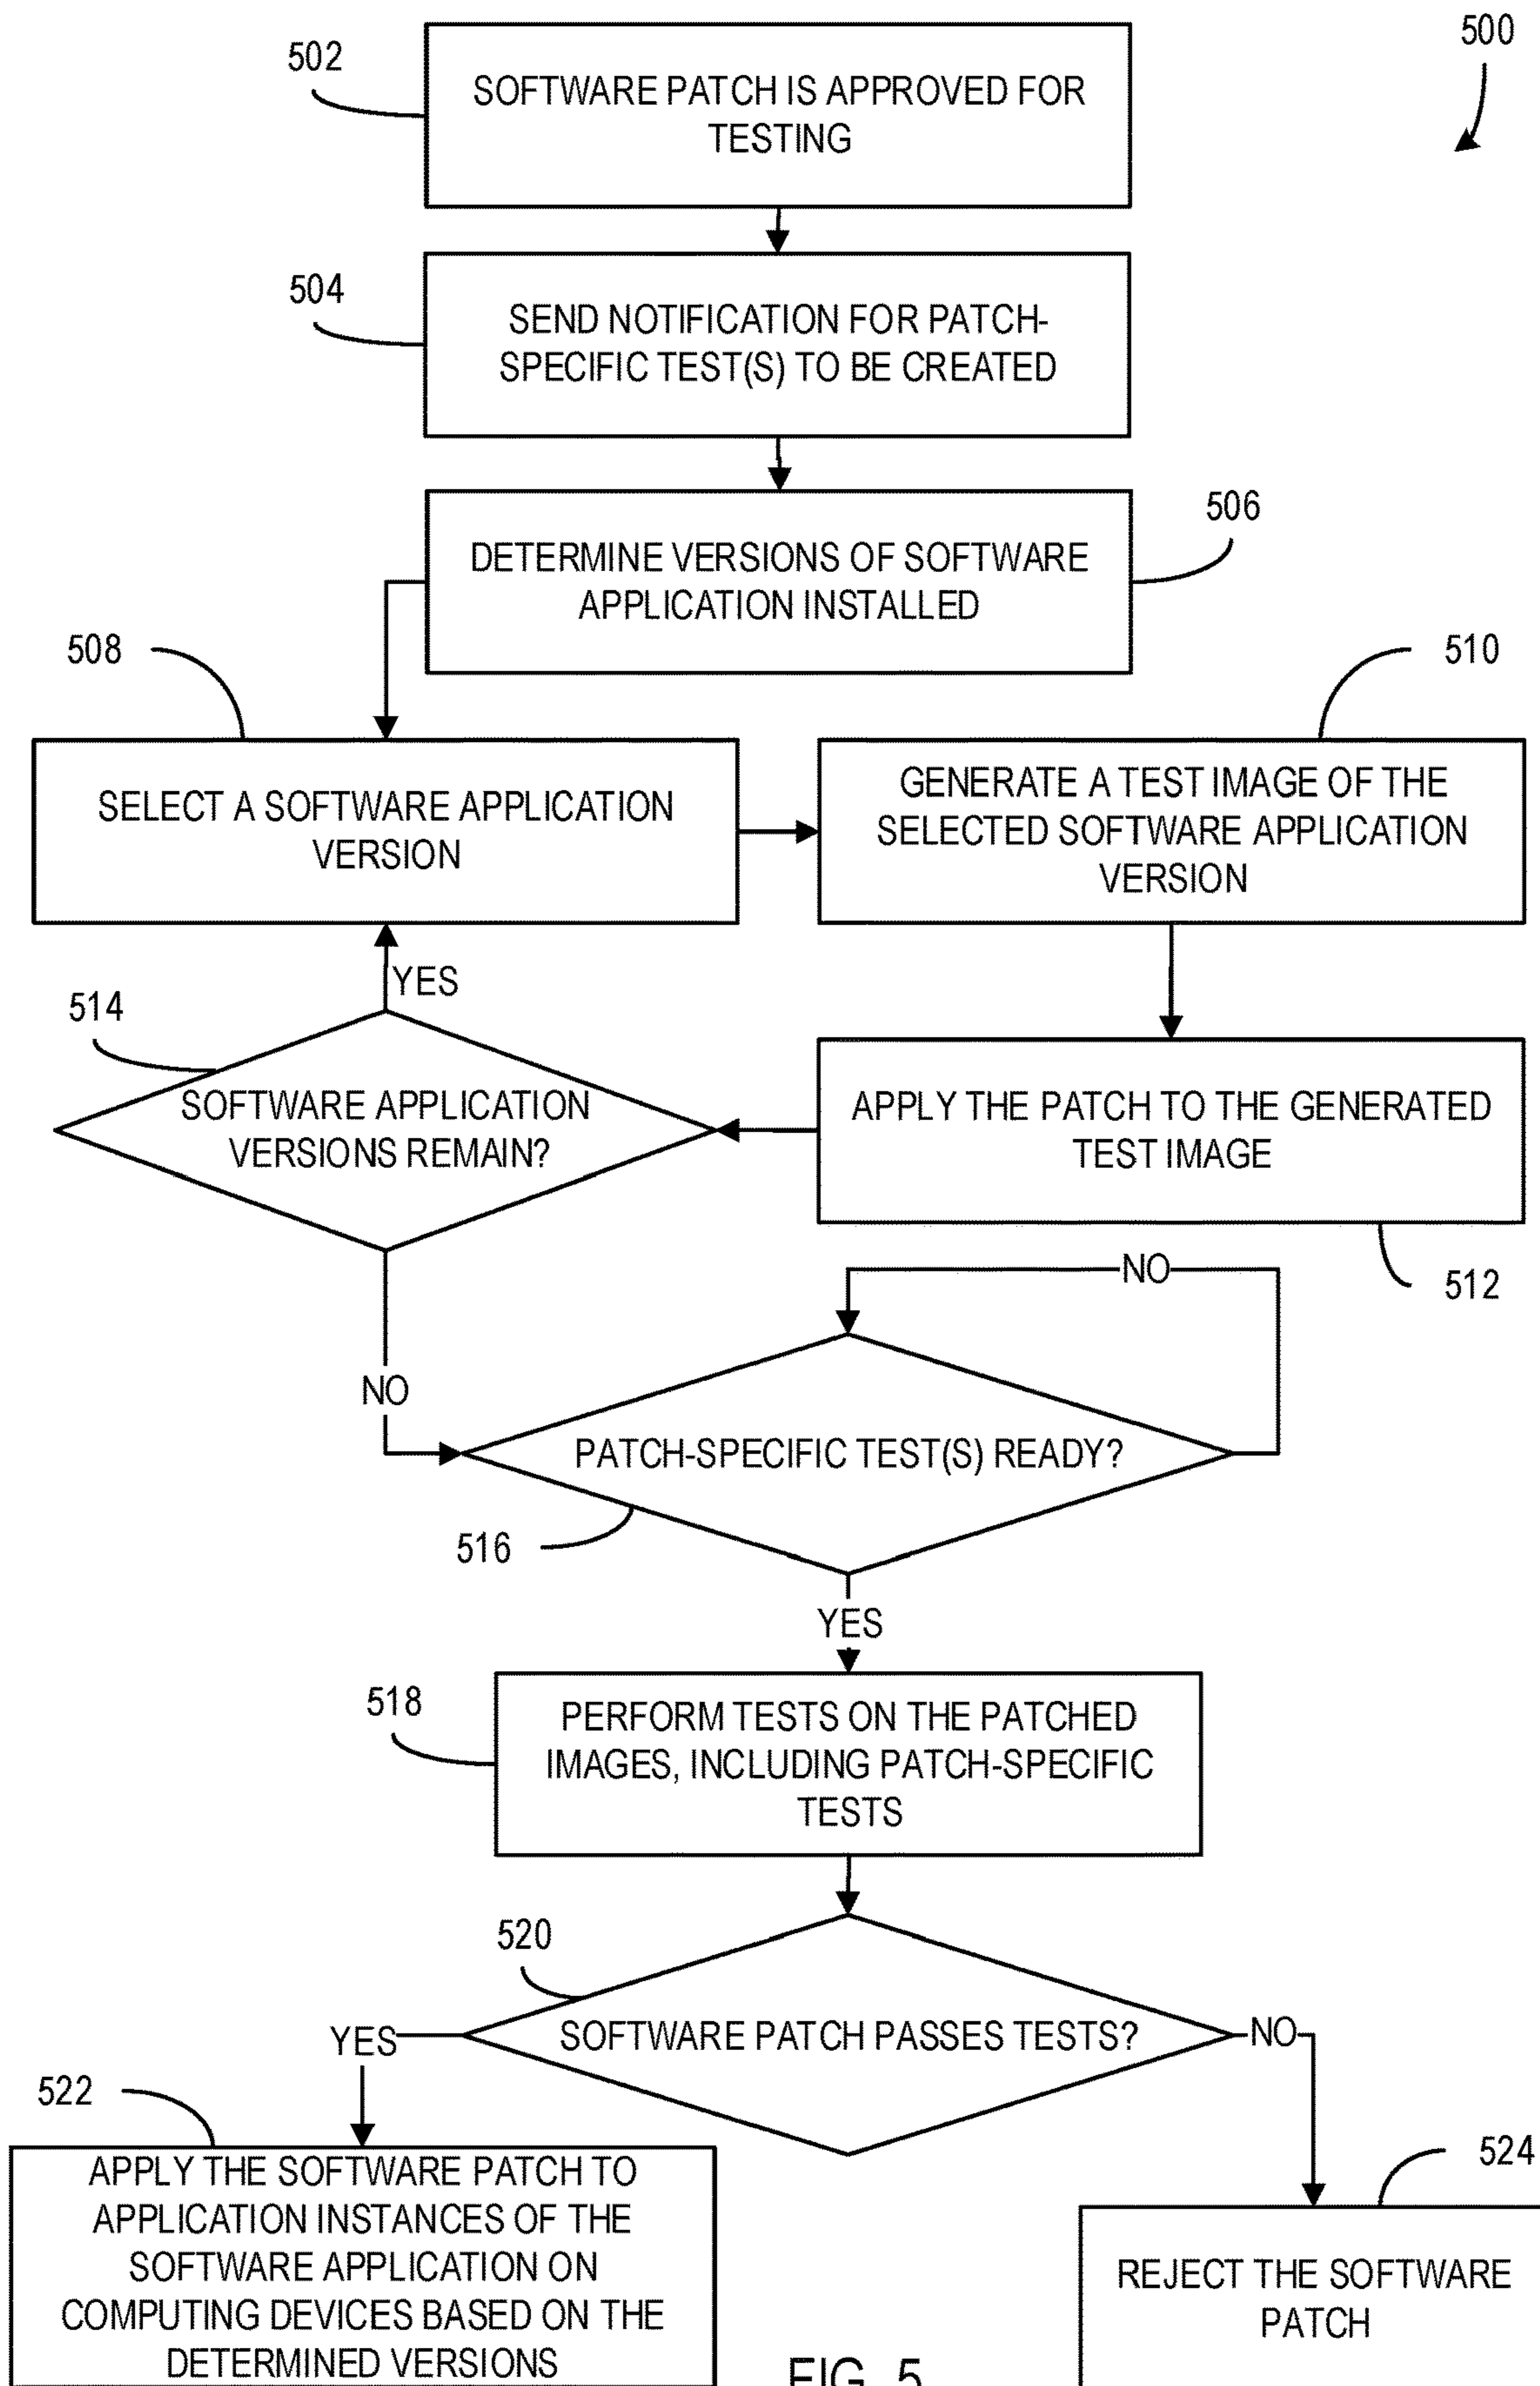 500
502
SOFTWARE PATCH IS APPROVED FOR
TESTING
504
SEND NOTIFICATION FOR PATCH-
SPECIFIC TEST(S) TO BE CREATED
506
DETERMINE VERSIONS OF SOFTWARE
APPLICATION INSTALLED
508
SELECT A SOFTWARE APPLICATION
VERSION
510
GENERATE A TEST IMAGE OF THE
SELECTED SOFTWARE APPLICATION
VERSION
YES
514
SOFTWARE APPLICATION
VERSIONS REMAIN?
APPLY THE PATCH TO THE GENERATED
TEST IMAGE
512
NO
NO
PATCH-SPECIFIC TEST(S) READY?
516
YES
518
PERFORM TESTS ON THE PATCHED
IMAGES, INCLUDING PATCH-SPECIFIC
TESTS
520
SOFTWARE PATCH PASSES TESTS?
YES
NO
522
APPLY THE SOFTWARE PATCH TO
APPLICATION INSTANCES OF THE
SOFTWARE APPLICATION ON
COMPUTING DEVICES BASED ON THE
DETERMINED VERSIONS
524
REJECT THE SOFTWARE
PATCH
FIG. 5